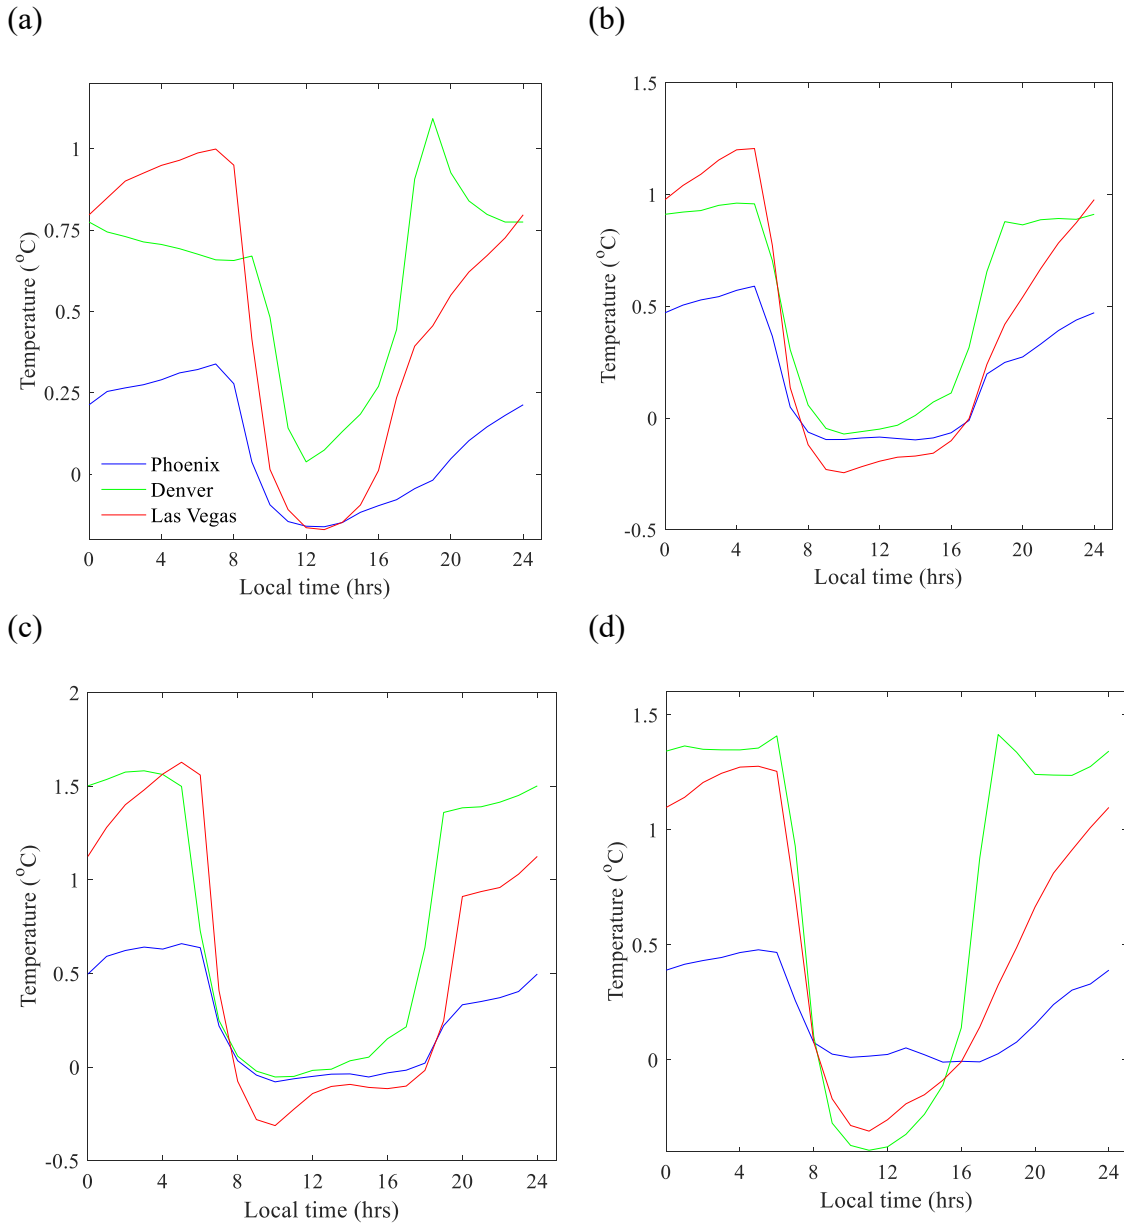 (a)
(b)
1
0.75
0.5
0.25
0
Temperature (°C)
Phoenix
Denver
Las Vegas
0 4 8 12 16 20 24
Local time (hrs)
1.5
1
0.5
0
-0.5
Temperature (°C)
0 4 8 12 16 20 24
Local time (hrs)
(c)
(d)
2
1.5
1
0.5
0
-0.5
Temperature (°C)
0 4 8 12 16 20 24
Local time (hrs)
1.5
1
0.5
0
Temperature (°C)
0 4 8 12 16 20 24
Local time (hrs)